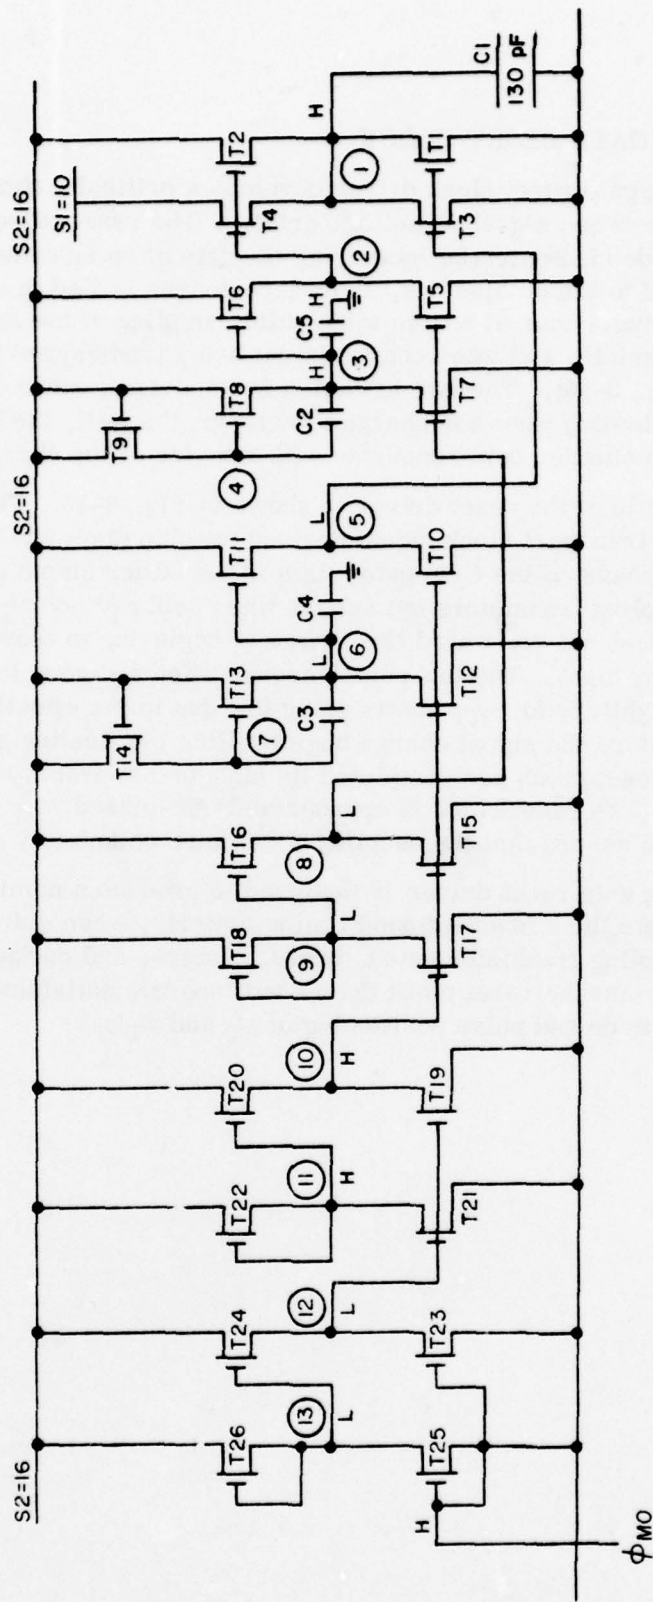 S2=16
S2=16
S2=16
S1=10
T26
T24
T22
T20
T18
T16
T14
T13
T11
T9
T8
T6
T4
T2
13
12
11
10
9
8
7
6
5
4
3
2
1
L
L
H
H
L
L
L
L
H
H
H
C3
C4
C2
C5
C1
130 pF
T25
T23
T21
T19
T17
T15
T12
T10
T7
T5
T3
T1
H
ϕMO